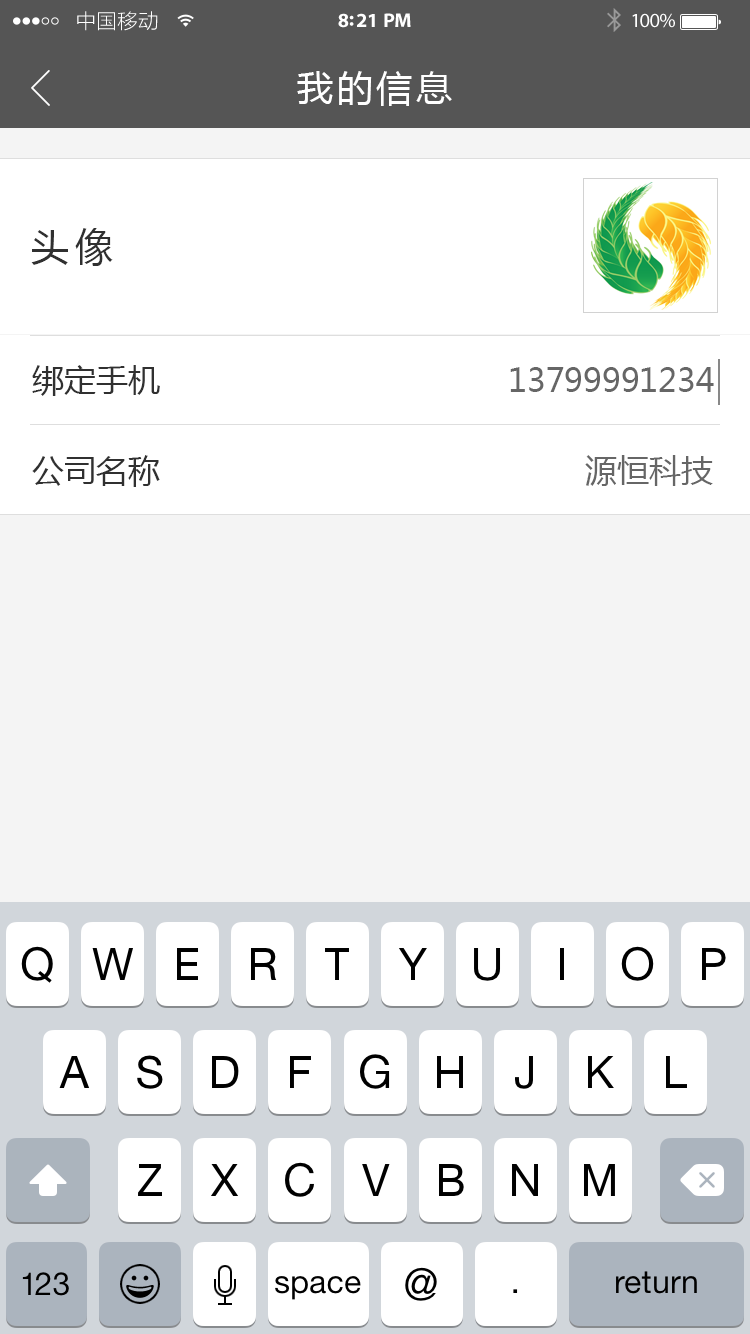 中国移动 8:21 PM 100%
我的信息
头像
绑定手机 13799991234
公司名称 源恒科技
Q W E R T Y U I O P
A S D F G H J K L
Z X C V B N M
123 space @ . return